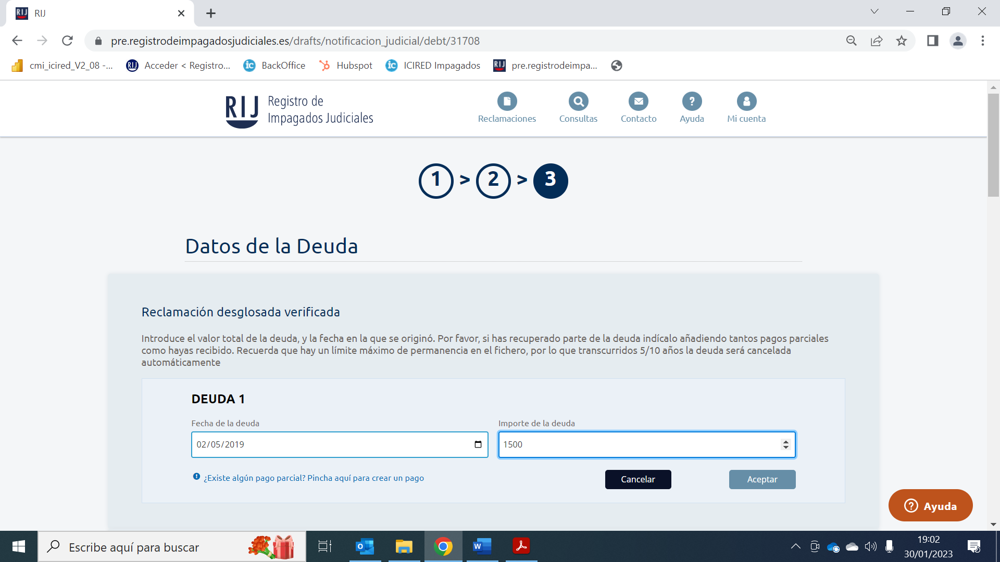 RIJ
pre.registrodeimpagadosjudiciales.es/drafts/notificacion_judicial/debt/31708
cmi_icired_V2_08 -... RIJ Acceder < Registro... ic BackOffice Hubspot ic ICIRED Impagados RIJ pre.registrodeimpa...
RIJ Registro de
Impagados Judiciales
Reclamaciones Consultas Contacto Ayuda Mi cuenta
1 > 2 > 3
Datos de la Deuda
Reclamación desglosada verificada
Introduce el valor total de la deuda, y la fecha en la que se originó. Por favor, si has recuperado parte de la deuda indícalo añadiendo tantos pagos parciales
como hayas recibido. Recuerda que hay un límite máximo de permanencia en el fichero, por lo que transcurridos 5/10 años la deuda será cancelada
automáticamente
DEUDA 1
Fecha de la deuda Importe de la deuda
02/05/2019 1500
¿Existe algún pago parcial? Pincha aquí para crear un pago
Cancelar Aceptar
? Ayuda
Escribe aquí para buscar
19:02
30/01/2023